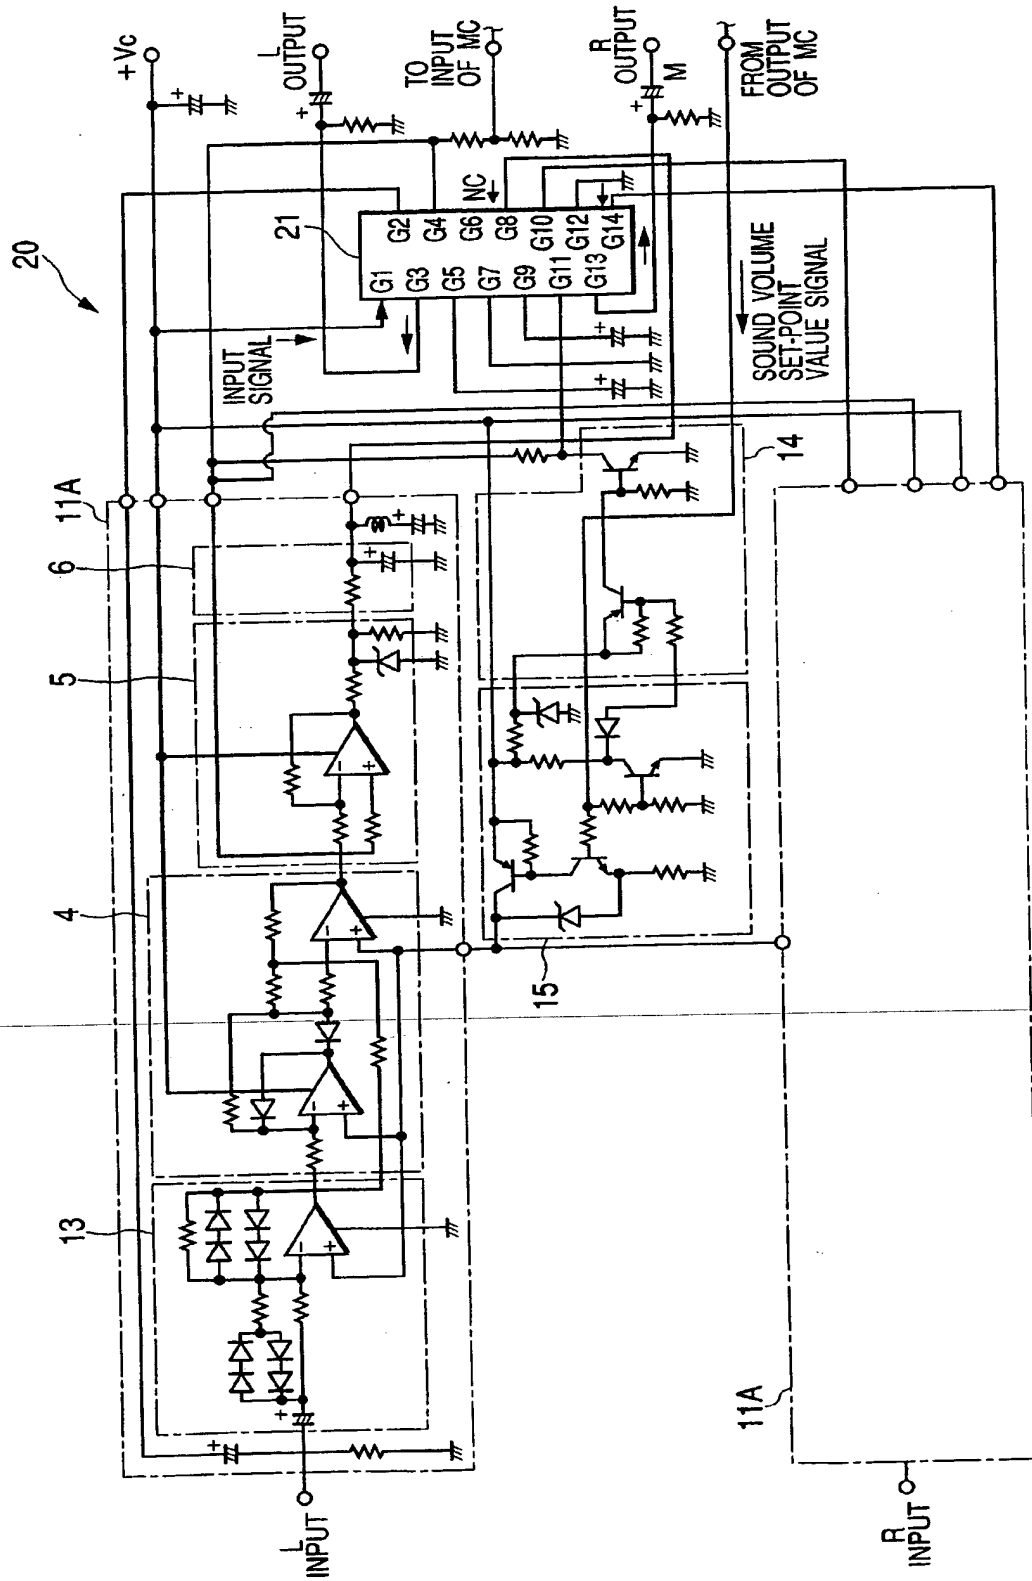 20
+Vc
L
OUTPUT
TO INPUT
OF MC
R
OUTPUT
M
FROM
OUTPUT
OF MC
21
INPUT
SIGNAL
NC
G1
G2
G3
G4
G5
G6
G7
G8
G9
G10
G11
G12
G13
G14
SOUND VOLUME
SET-POINT
VALUE SIGNAL
11A
6
5
4
13
14
15
11A
L
INPUT
R
INPUT
+
+
+
+
+
+
+
+
+
−
+
−
+
−
+
−
+